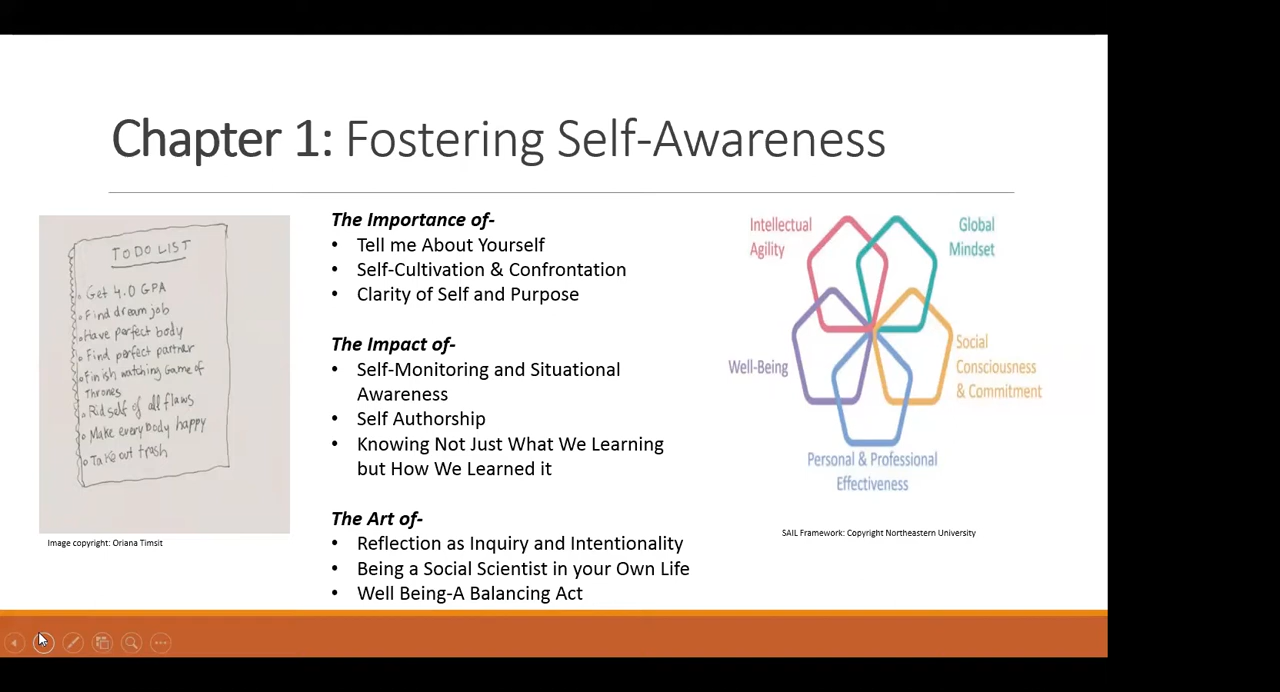 Chapter 1: Fostering Self-Awareness
TO DO LIST
Get 4.0 GPA
Find dream job
Have perfect body
Find perfect partner
Finish watching Game of
Thrones
Rid self of all flaws
Make everybody happy
Take out trash
Image copyright: Oriana Timsit
The Importance of-
• Tell me About Yourself
• Self-Cultivation & Confrontation
• Clarity of Self and Purpose
The Impact of-
• Self-Monitoring and Situational
Awareness
• Self Authorship
• Knowing Not Just What We Learning
but How We Learned it
The Art of-
• Reflection as Inquiry and Intentionality
• Being a Social Scientist in your Own Life
• Well Being-A Balancing Act
Intellectual
Agility
Global
Mindset
Well-Being
Social
Consciousness
& Commitment
Personal & Professional
Effectiveness
SAIL Framework: Copyright Northeastern University